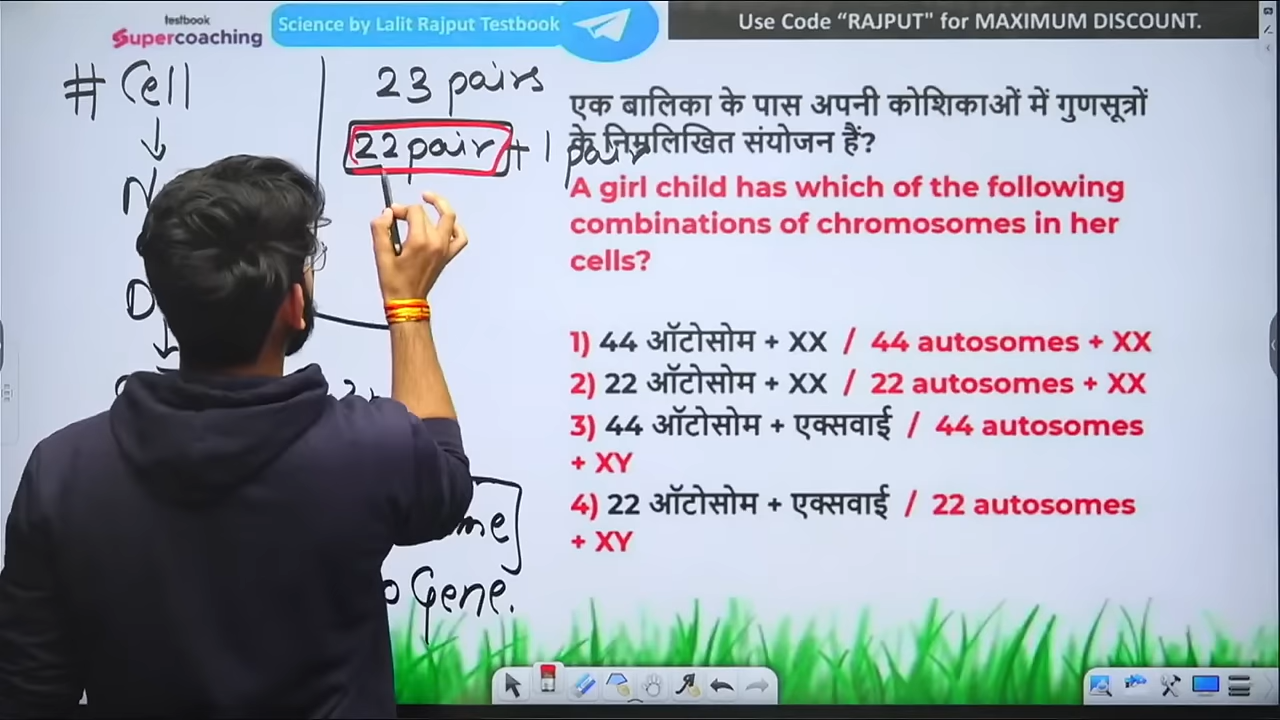 testbook
Supercoaching
Science by Lalit Rajput Testbook
Use Code “RAJPUT" for MAXIMUM DISCOUNT.
# Cell
23 pairs
22 pair + 1 pair
Gene.
एक बालिका के पास अपनी कोशिकाओं में गुणसूत्रों
के निम्नलिखित संयोजन हैं?
A girl child has which of the following
combinations of chromosomes in her
cells?
1) 44 ऑटोसोम + XX / 44 autosomes + XX
2) 22 ऑटोसोम + XX / 22 autosomes + XX
3) 44 ऑटोसोम + एक्सवाई / 44 autosomes
+ XY
4) 22 ऑटोसोम + एक्सवाई / 22 autosomes
+ XY